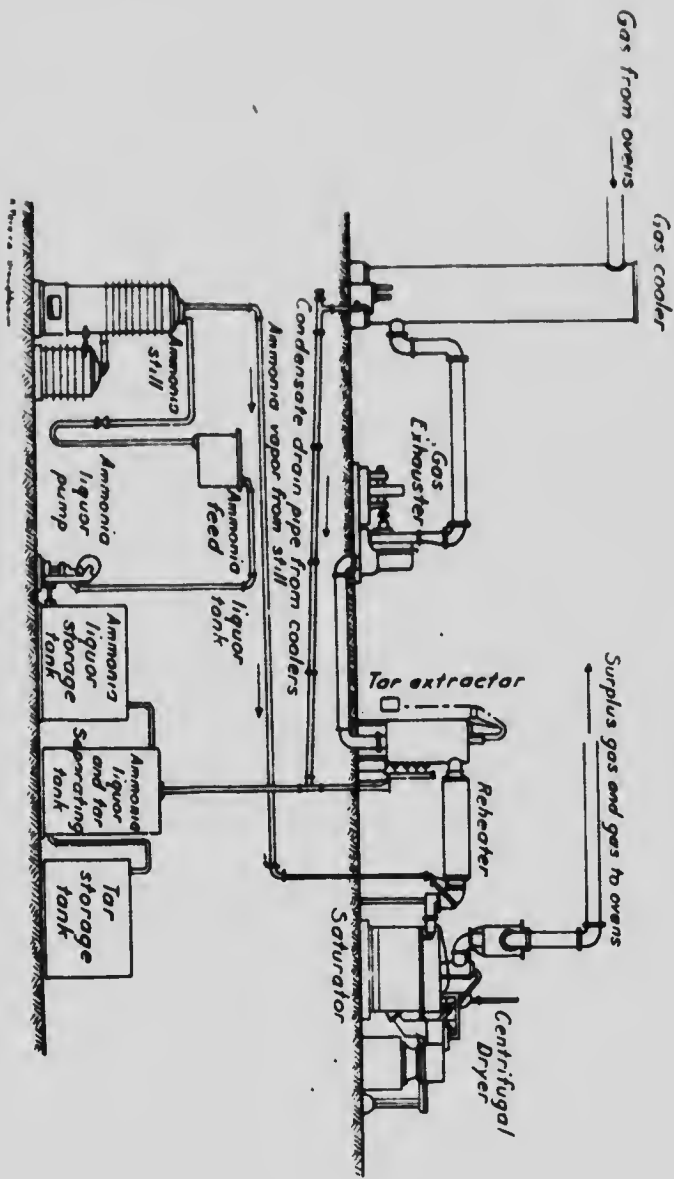 Gas from ovens
Gas cooler
Gas
Exhauster
Surplus gas and gas to ovens
Tar extractor
Reheater
Centrifugal
Dryer
Saturator
Condensate drain pipe from coolers
Ammonia vapor from still
Ammonia
still
Ammonia
liquor
pump
Ammonia
feed
liquor
tank
Ammonia
liquor
storage
tank
Ammonia
liquor
and tar
Separating
tank
Tar
storage
tank